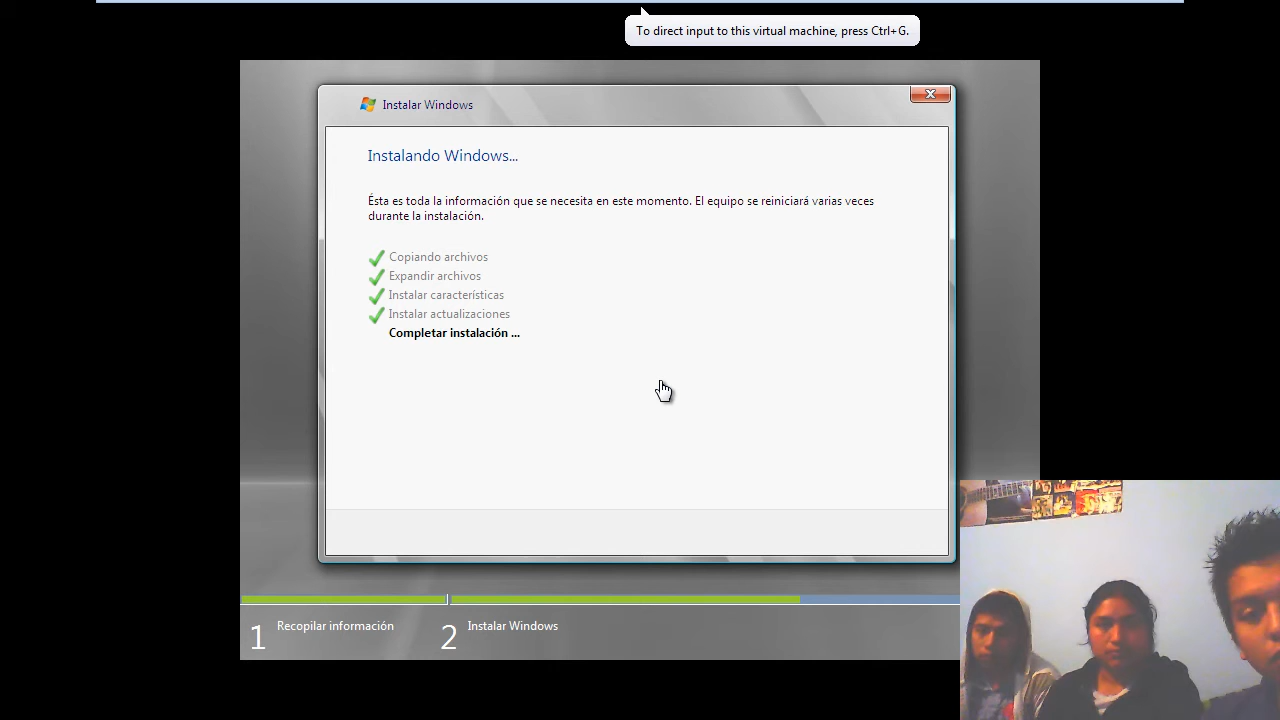 To direct input to this virtual machine, press Ctrl+G.
Instalar Windows
Instalando Windows...
Ésta es toda la información que se necesita en este momento. El equipo se reiniciará varias veces
durante la instalación.
Copiando archivos
Expandir archivos
Instalar características
Instalar actualizaciones
Completar instalación ...
1 Recopilar información
2 Instalar Windows